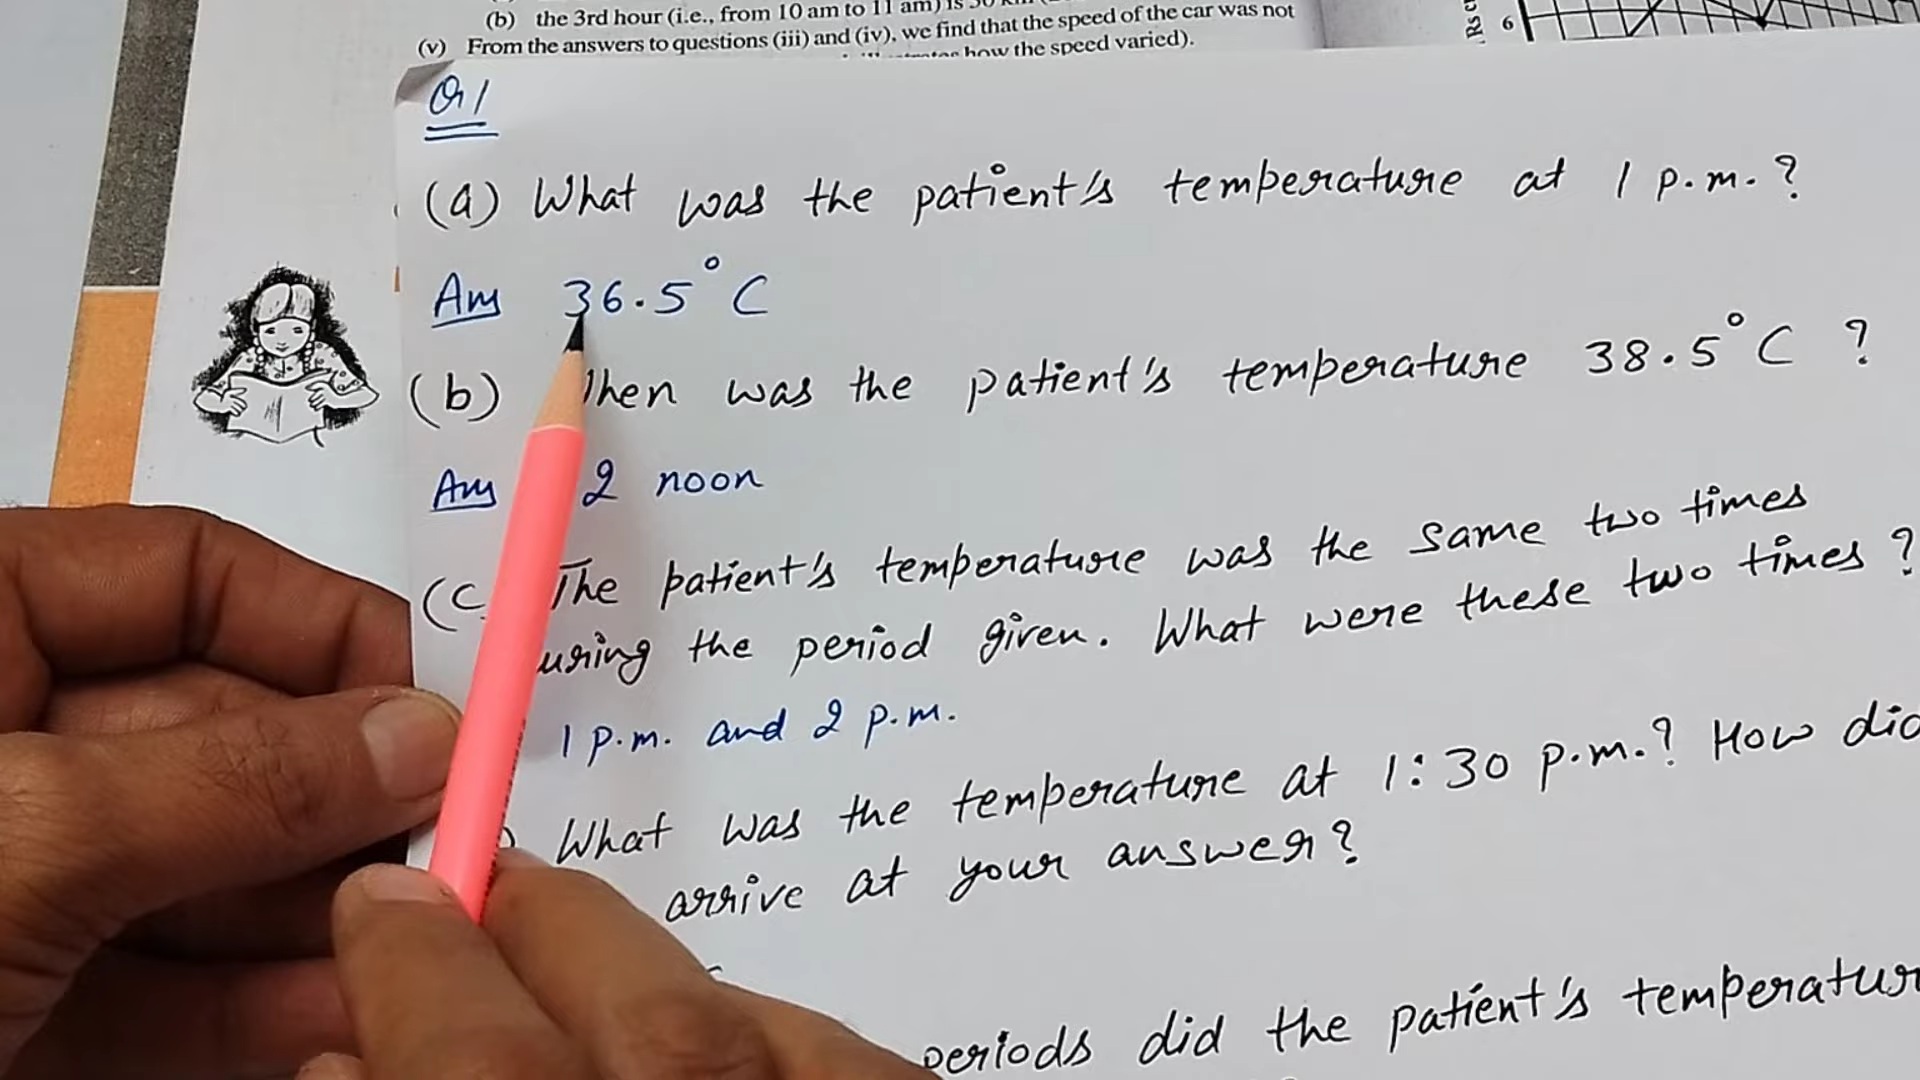 (b) the 3rd hour (i.e., from 10 am to 11 am) is
(v) From the answers to questions (iii) and (iv), we find that the speed of the car was not
how the speed varied).
6
Q1
(a) What was the patient's temperature at 1 p.m.?
Ans 36.5°C
(b) When was the patient's temperature 38.5°C ?
Ans 2 noon
(c The patient's temperature was the same two times
uring the period given. What were these two times ?
1 p.m. and 2 p.m.
What was the temperature at 1:30 p.m.? How did
arrive at your answer?
periods did the patient's temperatur